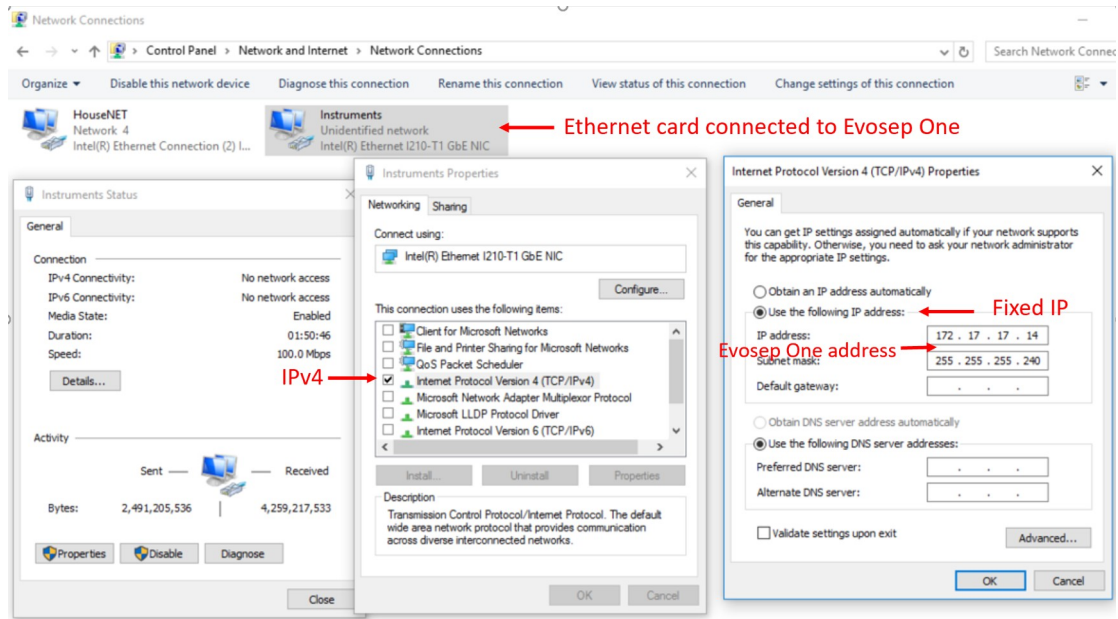 Network Connections
Control Panel > Network and Internet > Network Connections
Search Network Connec
Organize Disable this network device Diagnose this connection Rename this connection View status of this connection Change settings of this connection
HouseNET
Network 4
Intel(R) Ethernet Connection (2) I...
Instruments
Unidentified network
Intel(R) Ethernet I210-T1 GbE NIC
Ethernet card connected to Evosep One
Instruments Status
General
Connection
IPv4 Connectivity: No network access
IPv6 Connectivity: No network access
Media State: Enabled
Duration: 01:50:46
Speed: 100.0 Mbps
Details...
Activity
Sent Received
Bytes: 2,491,205,536 4,259,217,533
Properties Disable Diagnose
Close
Instruments Properties
Networking Sharing
Connect using:
Intel(R) Ethernet I210-T1 GbE NIC
Configure...
This connection uses the following items:
Client for Microsoft Networks
File and Printer Sharing for Microsoft Networks
QoS Packet Scheduler
IPv4
Internet Protocol Version 4 (TCP/IPv4)
Microsoft Network Adapter Multiplexor Protocol
Microsoft LLDP Protocol Driver
Internet Protocol Version 6 (TCP/IPv6)
Install... Uninstall Properties
Description
Transmission Control Protocol/Internet Protocol. The default
wide area network protocol that provides communication
across diverse interconnected networks.
OK Cancel
Internet Protocol Version 4 (TCP/IPv4) Properties
General
You can get IP settings assigned automatically if your network supports
this capability. Otherwise, you need to ask your network administrator
for the appropriate IP settings.
Obtain an IP address automatically
Use the following IP address:
Fixed IP
IP address: 172 . 17 . 17 . 14
Evosep One address
Subnet mask: 255 . 255 . 255 . 240
Default gateway: . . .
Obtain DNS server address automatically
Use the following DNS server addresses:
Preferred DNS server: . . .
Alternate DNS server: . . .
Validate settings upon exit
Advanced...
OK Cancel